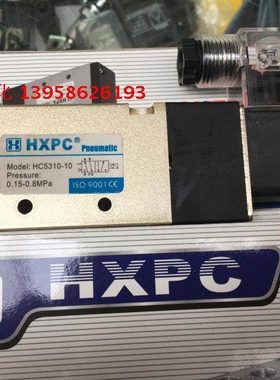 13958626193
HXPC® Pneumatic
Model: HC5310-10
Pressure:
0.15-0.8MPa
ISO 9001 CE
HXPC